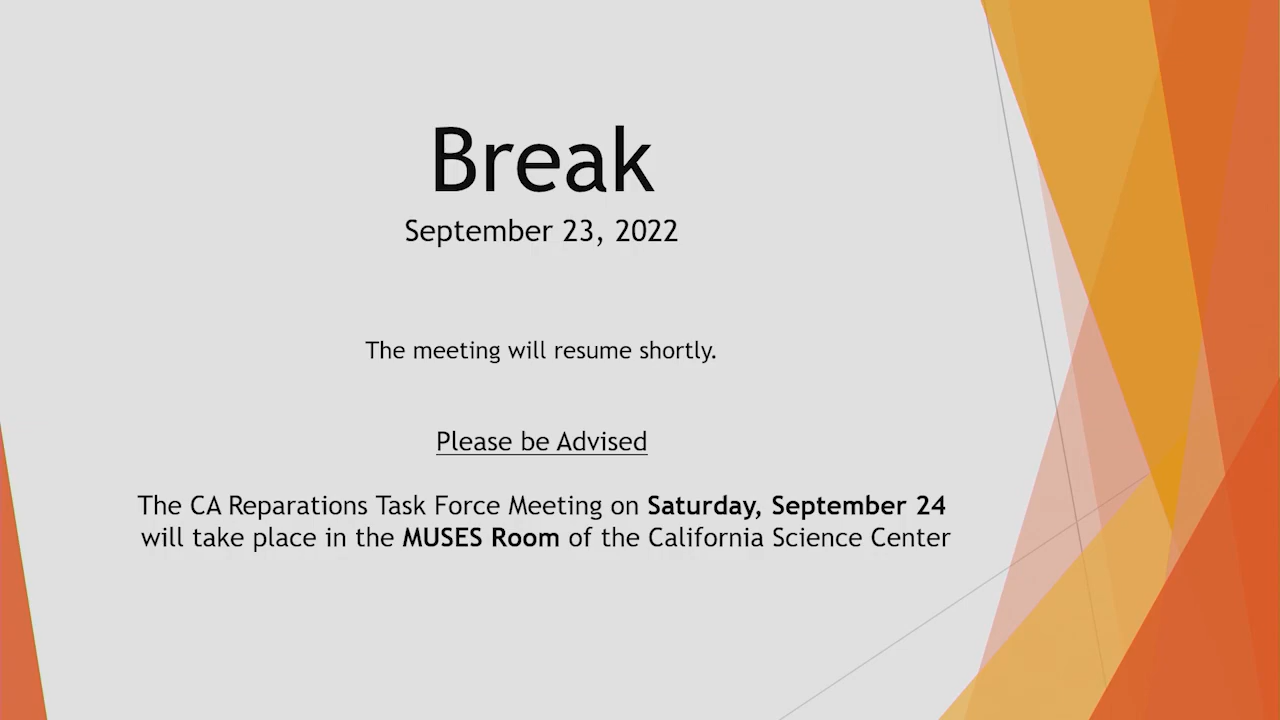 Break
September 23, 2022
The meeting will resume shortly.
Please be Advised
The CA Reparations Task Force Meeting on Saturday, September 24
will take place in the MUSES Room of the California Science Center